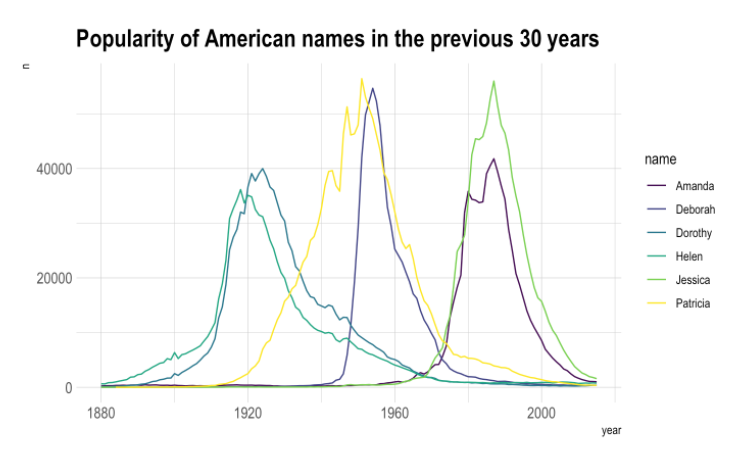 Popularity of American names in the previous 30 years
n
40000
20000
0
1880
1920
1960
2000
year
name
Amanda
Deborah
Dorothy
Helen
Jessica
Patricia